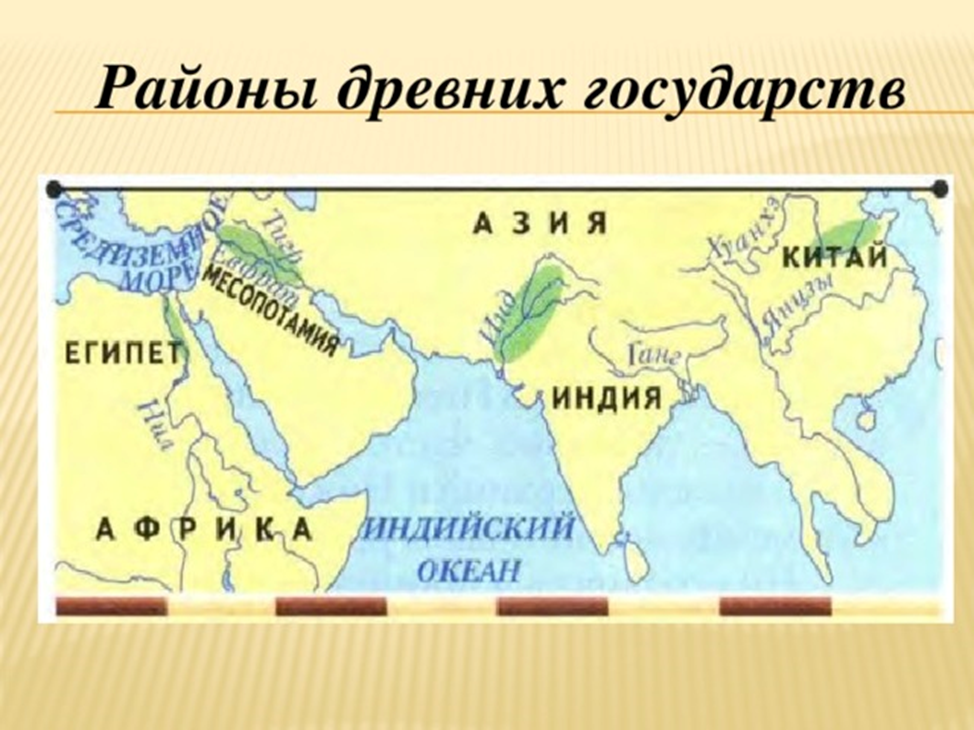 Районы древних государств
АЗИЯ
СРЕДИЗЕМНОЕ
МОРЕ
Тигр
Евфрат
МЕСОПОТАМИЯ
Хуанхэ
КИТАЙ
Янцзы
Инд
ЕГИПЕТ
Ганг
ИНДИЯ
Нил
АФРИКА
ИНДИЙСКИЙ
ОКЕАН